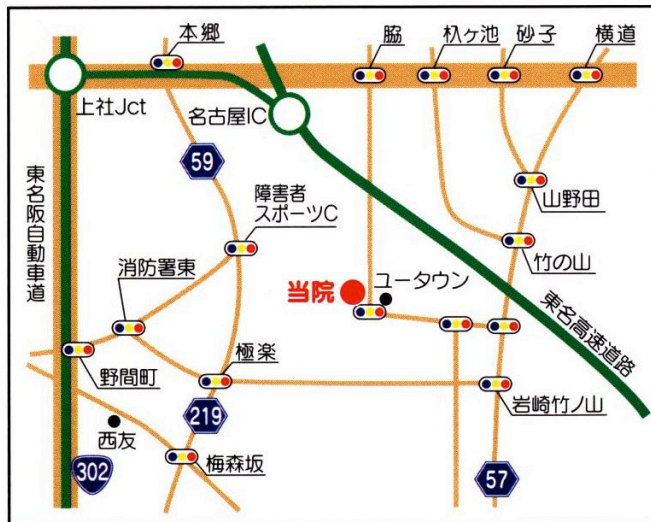 本郷
脇
杁ヶ池
砂子
横道
上社Jct
名古屋IC
59
山野田
東名阪自動車道
障害者
スポーツC
竹の山
消防署東
当院
ユータウン
東名高速道路
野間町
極楽
岩崎竹ノ山
219
西友
302
梅森坂
57